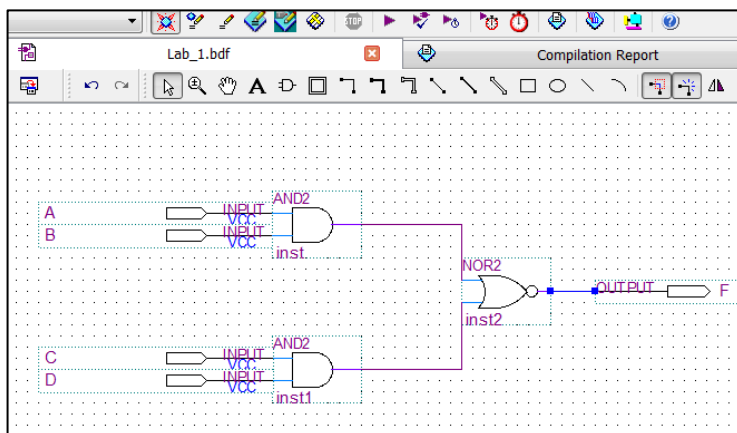 STOP
Lab_1.bdf
Compilation Report
A
AND2
A
INPUT
VCC
B
INPUT
VCC
inst
NOR2
OUTPUT
F
inst2
AND2
C
INPUT
VCC
D
INPUT
VCC
inst1